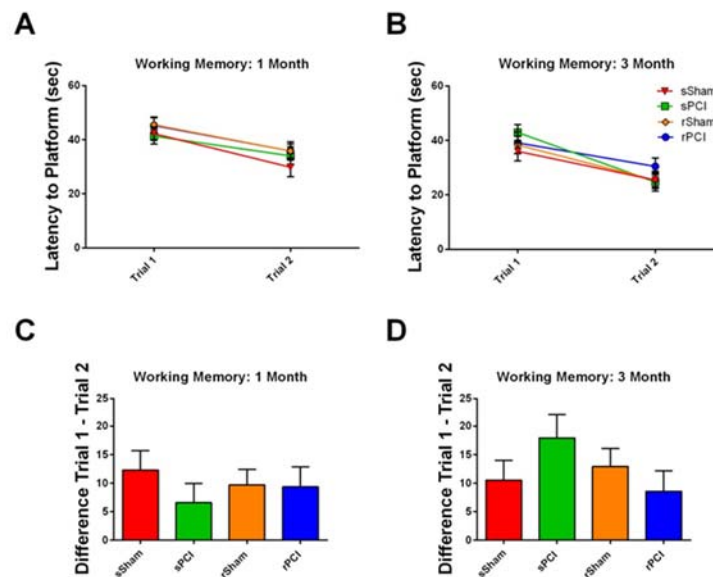 A
Working Memory: 1 Month
Latency to Platform (sec)
60
40
20
0
Trial 1
Trial 2
B
Working Memory: 3 Month
Latency to Platform (sec)
60
40
20
0
Trial 1
Trial 2
sSham
sPCI
rSham
rPCI
C
Working Memory: 1 Month
Difference Trial 1 - Trial 2
25
20
15
10
5
0
sSham
sPCI
rSham
rPCI
D
Working Memory: 3 Month
Difference Trial 1 - Trial 2
25
20
15
10
5
0
sSham
sPCI
rSham
rPCI